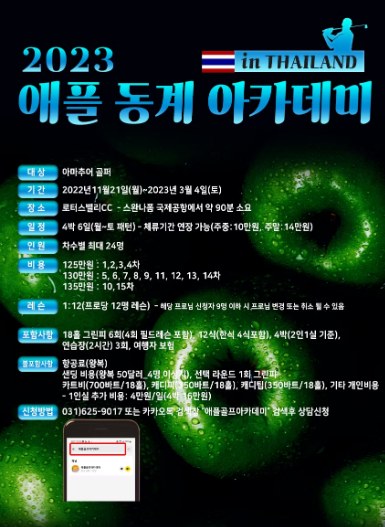 2023
in THAILAND
애플 동계 아카데미
대상 아마추어 골퍼
기간 2022년11월21일(월)~2023년 3월 4일(토)
장소 로터스밸리CC - 스완나폼 국제공항에서 약 90분 소요
일정 4박 6일(월~토 패턴) - 체류기간 연장 가능(주중:10만원, 주말:14만원)
인원 차수별 최대 24명
비용 125만원 : 1,2,3,4차
130만원 : 5, 6, 7, 8, 9, 11, 12, 13, 14차
135만원 : 10,15차
레슨 1:12(프로당 12명 레슨) - 해당 프로님 신청자 9명 이하 시,프로님 변경 또는 취소 될 수 있음
포함사항 18홀 그린피 6회(4회 필드레슨 포함), 12식(한식 4식포함), 4박(2인1실 기준),
연습장(2시간) 3회, 여행자 보험
불포함사항 항공료(왕복)
샌딩 비용(왕복 50달러_4명 이상시), 선택 라운드 1회 그린피
카트비(700바트/18홀), 캐디피(350바트/18홀), 캐디팁(350바트/18홀), 기타 개인비용
- 1인실 추가 비용 : 4만원/일(4박 16만원)
신청방법 031)625-9017 또는 카카오톡 검색창 '애플골프아카데미' 검색후 상담신청
애플골프아카데미